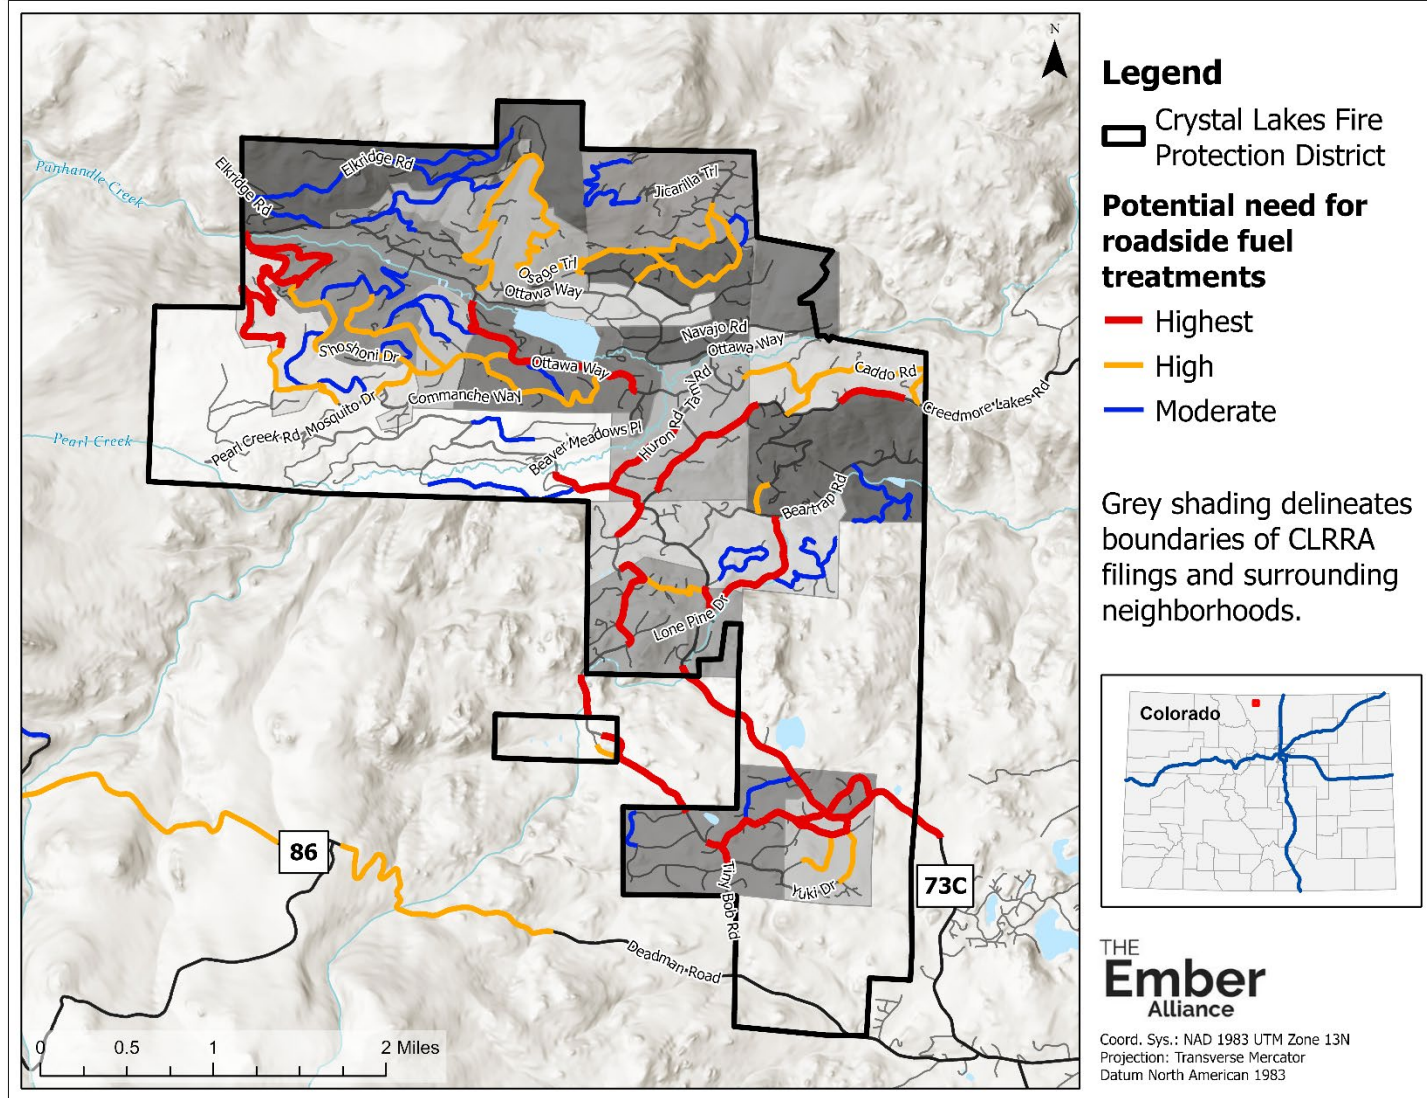 N
Panhandle Creek
Elkridge Rd
Elkridge Rd
Jicarilla Trl
Osage Trl
Ottawa Way
Navajo Rd
Ottawa Way
Shoshoni Dr
Ottawa Way
Tami Rd
Caddo Rd
Creedmore Lakes Rd
Commanche Way
Mosquito Dr
Pearl Creek Rd
Pearl Creek
Beaver Meadows Pl
Huron Rd
Beartrap Rd
Lone Pine Dr
86
73C
Yuki Dr
Tiny Bob Rd
Deadman Road
0 0.5 1 2 Miles
Legend
Crystal Lakes Fire
Protection District
Potential need for
roadside fuel
treatments
Highest
High
Moderate
Grey shading delineates
boundaries of CLRRA
filings and surrounding
neighborhoods.
Colorado
THE
Ember
Alliance
Coord. Sys.: NAD 1983 UTM Zone 13N
Projection: Transverse Mercator
Datum North American 1983